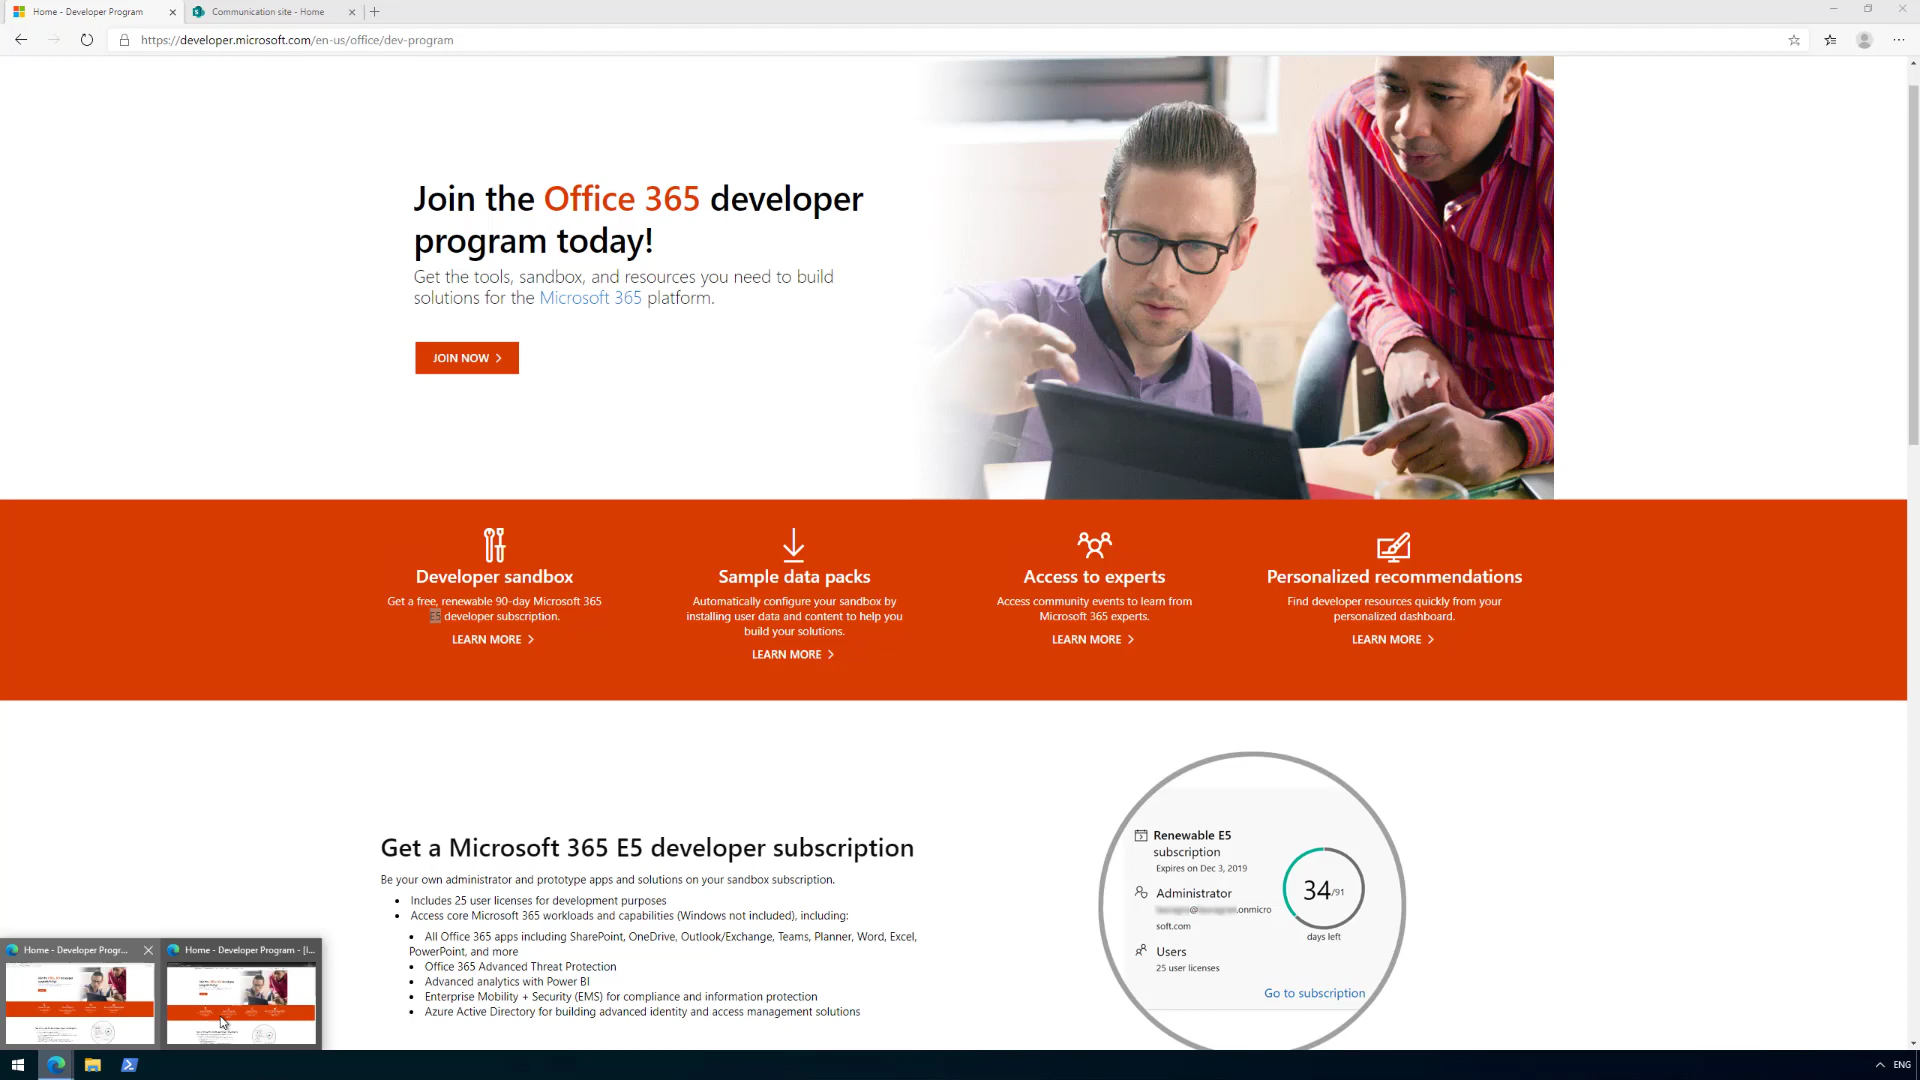 Home - Developer Program
Communication site - Home
https://developer.microsoft.com/en-us/office/dev-program
Join the Office 365 developer
program today!
Get the tools, sandbox, and resources you need to build
solutions for the Microsoft 365 platform.
JOIN NOW
Developer sandbox
Get a free, renewable 90-day Microsoft 365
E5 developer subscription.
LEARN MORE
Sample data packs
Automatically configure your sandbox by
installing user data and content to help you
build your solutions.
LEARN MORE
Access to experts
Access community events to learn from
Microsoft 365 experts.
LEARN MORE
Personalized recommendations
Find developer resources quickly from your
personalized dashboard.
LEARN MORE
Get a Microsoft 365 E5 developer subscription
Be your own administrator and prototype apps and solutions on your sandbox subscription.
• Includes 25 user licenses for development purposes
• Access core Microsoft 365 workloads and capabilities (Windows not included), including:
• All Office 365 apps including SharePoint, OneDrive, Outlook/Exchange, Teams, Planner, Word, Excel,
PowerPoint, and more
• Office 365 Advanced Threat Protection
• Advanced analytics with Power BI
• Enterprise Mobility + Security (EMS) for compliance and information protection
• Azure Active Directory for building advanced identity and access management solutions
Renewable E5
subscription
Expires on Dec 3, 2019
Administrator
.onmicro
soft.com
Users
25 user licenses
34/91
days left
Go to subscription
Home - Developer Progr...
Home - Developer Program - [I...
ENG